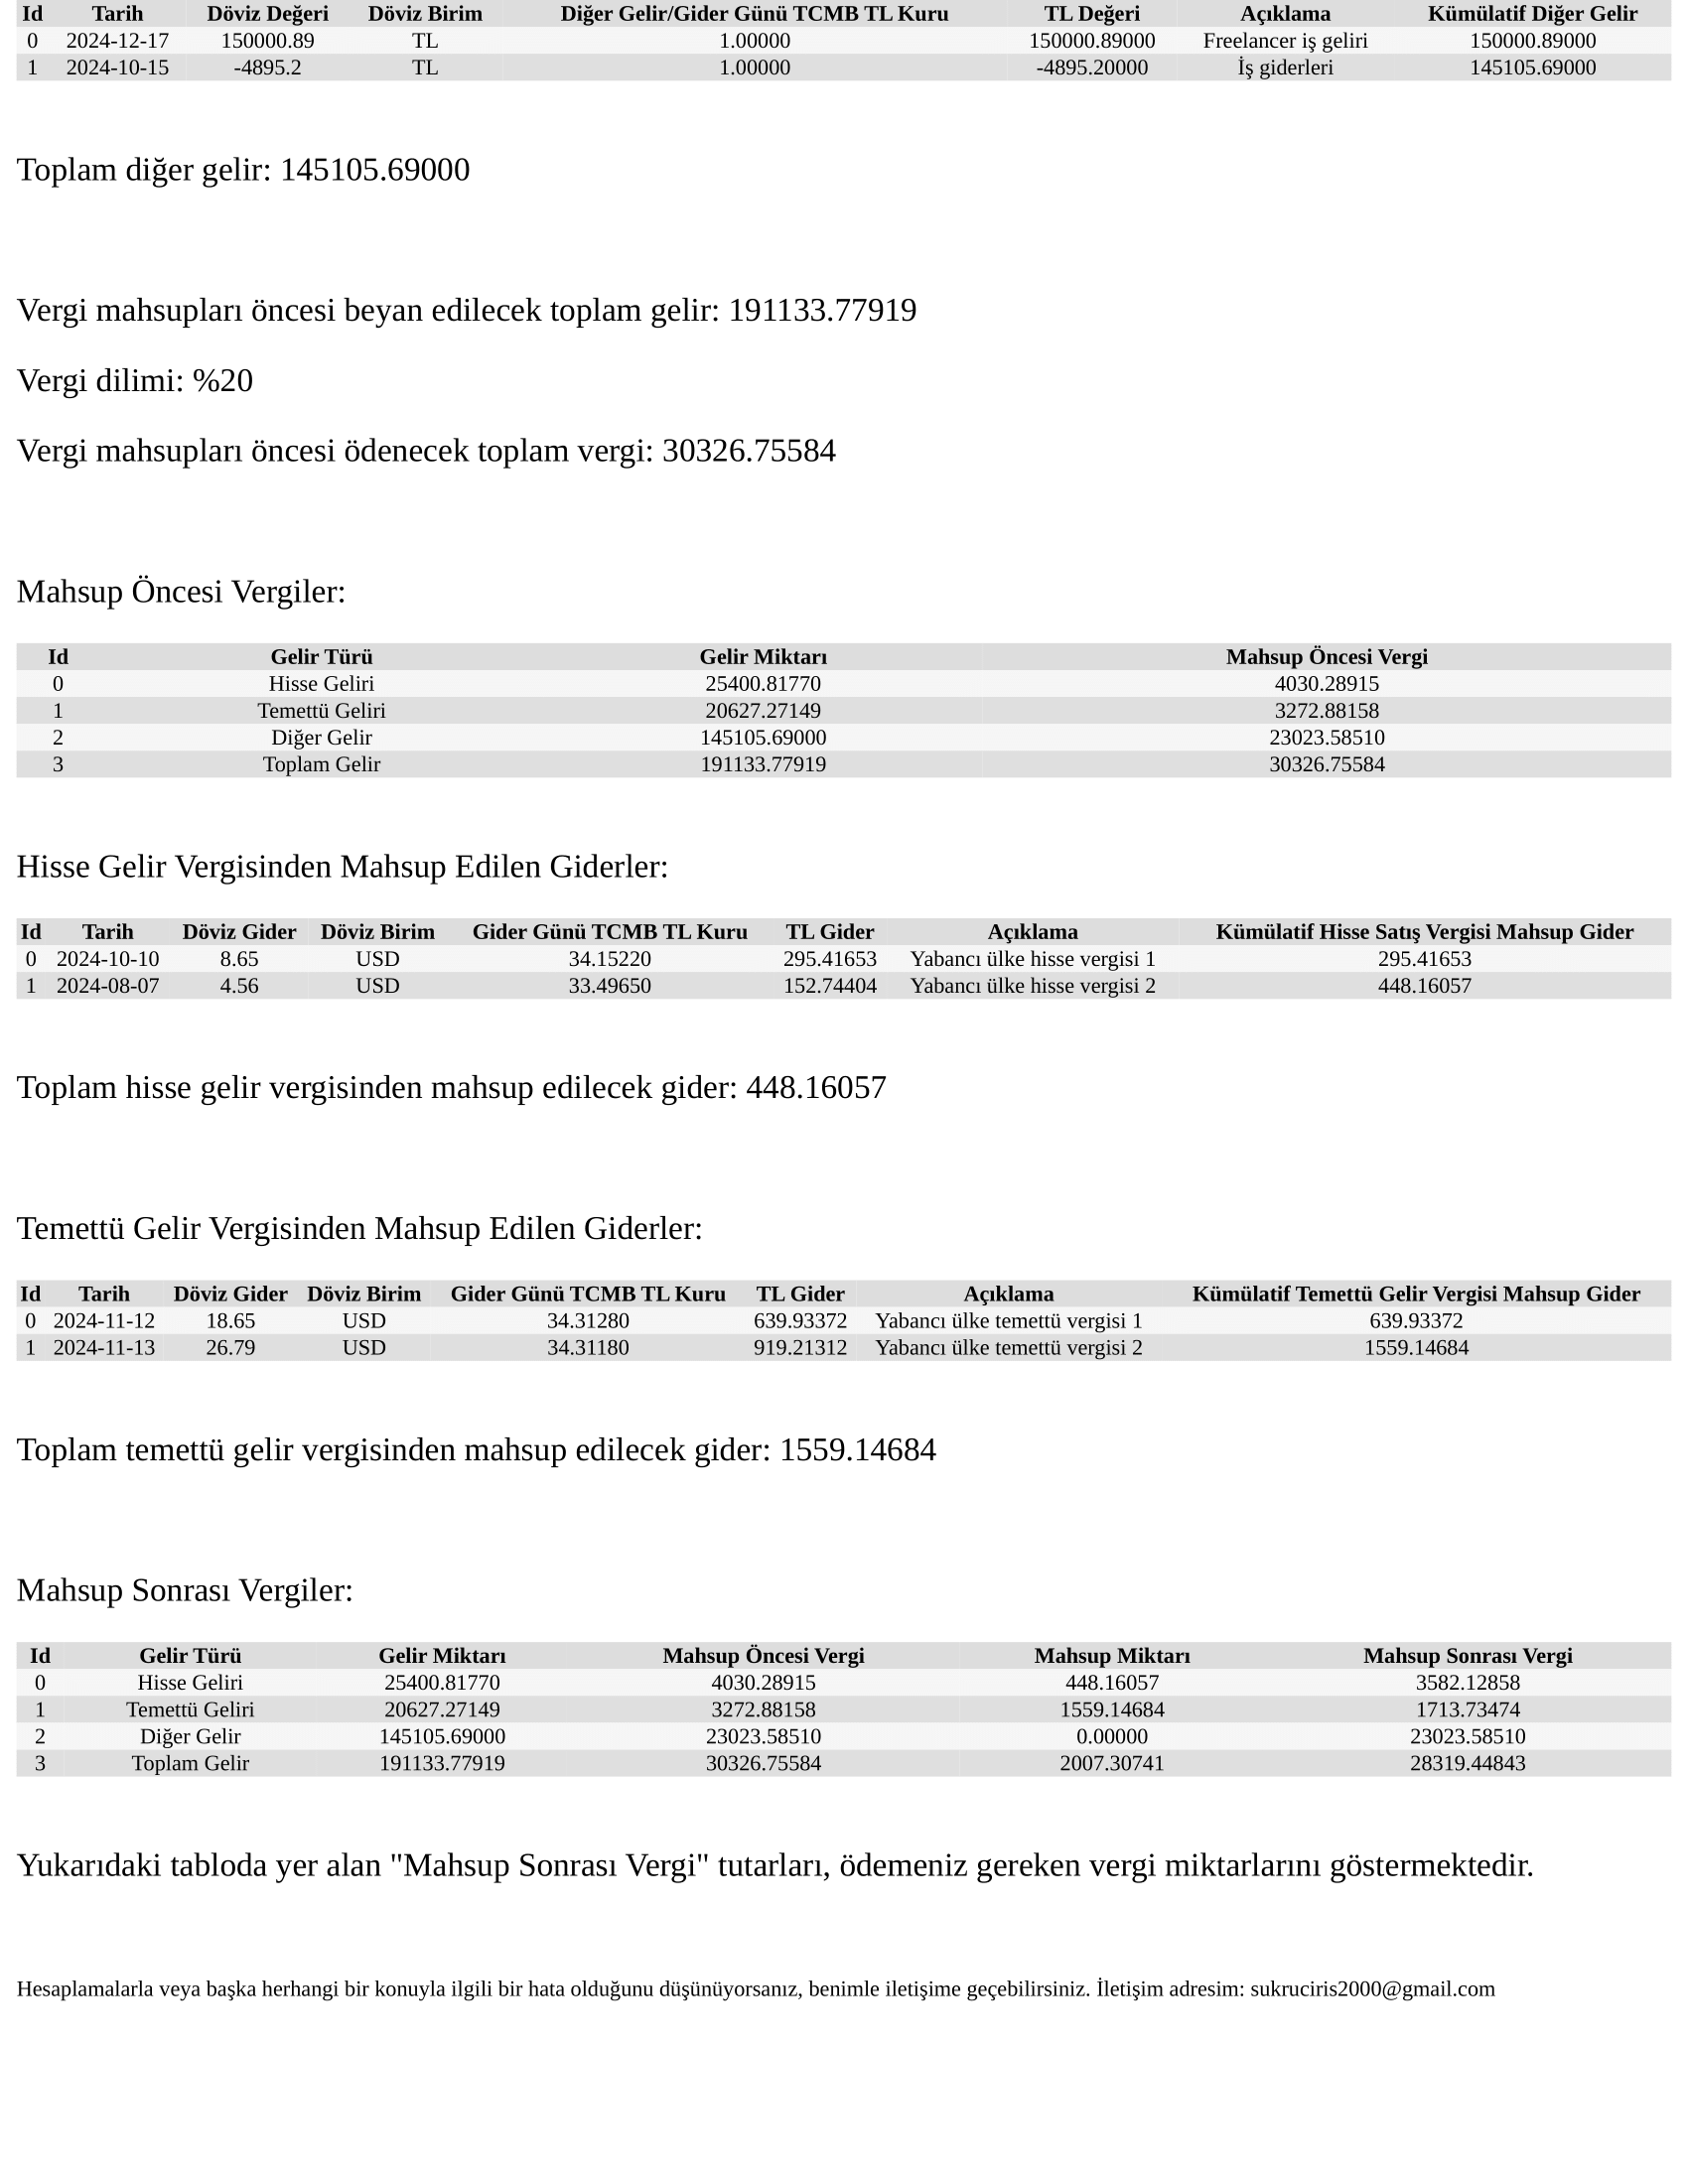 Id Tarih Döviz Değeri Döviz Birim Diğer Gelir/Gider Günü TCMB TL Kuru TL Değeri Açıklama Kümülatif Diğer Gelir
0 2024-12-17 150000.89 TL 1.00000 150000.89000 Freelancer iş geliri 150000.89000
1 2024-10-15 -4895.2 TL 1.00000 -4895.20000 İş giderleri 145105.69000
Toplam diğer gelir: 145105.69000
Vergi mahsupları öncesi beyan edilecek toplam gelir: 191133.77919
Vergi dilimi: %20
Vergi mahsupları öncesi ödenecek toplam vergi: 30326.75584
Mahsup Öncesi Vergiler:
Id Gelir Türü Gelir Miktarı Mahsup Öncesi Vergi
0 Hisse Geliri 25400.81770 4030.28915
1 Temettü Geliri 20627.27149 3272.88158
2 Diğer Gelir 145105.69000 23023.58510
3 Toplam Gelir 191133.77919 30326.75584
Hisse Gelir Vergisinden Mahsup Edilen Giderler:
Id Tarih Döviz Gider Döviz Birim Gider Günü TCMB TL Kuru TL Gider Açıklama Kümülatif Hisse Satış Vergisi Mahsup Gider
0 2024-10-10 8.65 USD 34.15220 295.41653 Yabancı ülke hisse vergisi 1 295.41653
1 2024-08-07 4.56 USD 33.49650 152.74404 Yabancı ülke hisse vergisi 2 448.16057
Toplam hisse gelir vergisinden mahsup edilecek gider: 448.16057
Temettü Gelir Vergisinden Mahsup Edilen Giderler:
Id Tarih Döviz Gider Döviz Birim Gider Günü TCMB TL Kuru TL Gider Açıklama Kümülatif Temettü Gelir Vergisi Mahsup Gider
0 2024-11-12 18.65 USD 34.31280 639.93372 Yabancı ülke temettü vergisi 1 639.93372
1 2024-11-13 26.79 USD 34.31180 919.21312 Yabancı ülke temettü vergisi 2 1559.14684
Toplam temettü gelir vergisinden mahsup edilecek gider: 1559.14684
Mahsup Sonrası Vergiler:
Id Gelir Türü Gelir Miktarı Mahsup Öncesi Vergi Mahsup Miktarı Mahsup Sonrası Vergi
0 Hisse Geliri 25400.81770 4030.28915 448.16057 3582.12858
1 Temettü Geliri 20627.27149 3272.88158 1559.14684 1713.73474
2 Diğer Gelir 145105.69000 23023.58510 0.00000 23023.58510
3 Toplam Gelir 191133.77919 30326.75584 2007.30741 28319.44843
Yukarıdaki tabloda yer alan "Mahsup Sonrası Vergi" tutarları, ödemeniz gereken vergi miktarlarını göstermektedir.
Hesaplamalarla veya başka herhangi bir konuyla ilgili bir hata olduğunu düşünüyorsanız, benimle iletişime geçebilirsiniz. İletişim adresim: sukruciris2000@gmail.com